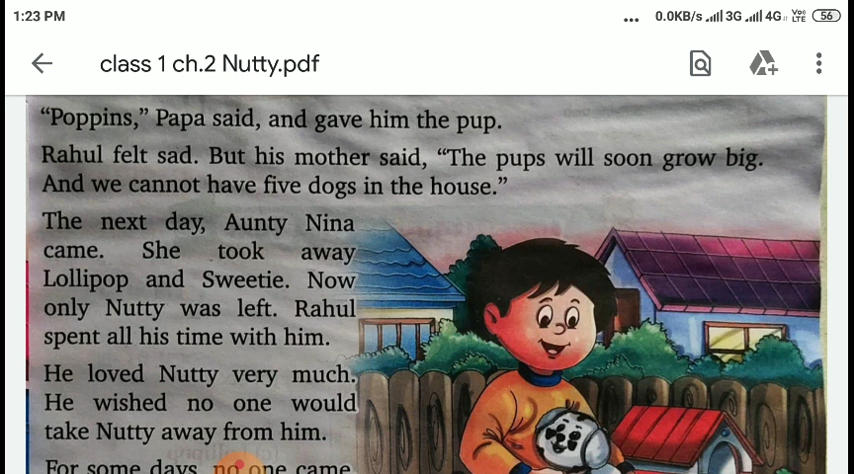 1:23 PM
... 0.0KB/s 3G 4G Vo) LTE 56
class 1 ch.2 Nutty.pdf
“Poppins,” Papa said, and gave him the pup.
Rahul felt sad. But his mother said, “The pups will soon grow big.
And we cannot have five dogs in the house.”
The next day, Aunty Nina
came. She took away
Lollipop and Sweetie. Now
only Nutty was left. Rahul
spent all his time with him.
He loved Nutty very much.
He wished no one would
take Nutty away from him.
For some days, no one came